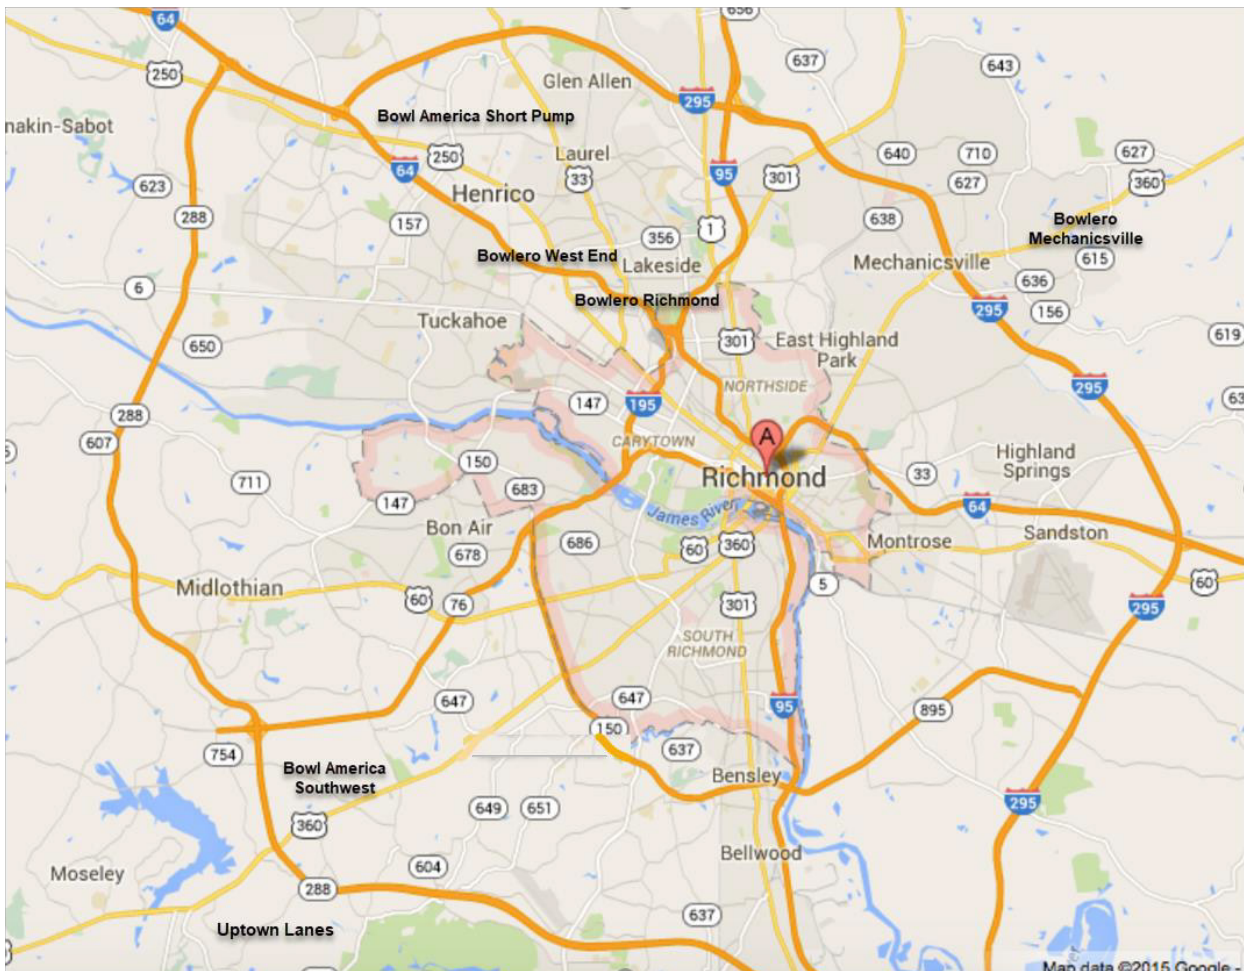 64
656
250
Glen Allen
637
643
295
nakin-Sabot
Bowl America Short Pump
250
Laurel
33
95
301
640
710
627
627
360
64
623
Henrico
288
157
638
Bowlero
Mechanicsville
356
1
Bowlero West End
Lakeside
Mechanicsville
615
6
636
Bowlero Richmond
295
156
Tuckahoe
650
301
East Highland
Park
619
NORTHSIDE
295
63
147
195
288
607
CARYTOWN
A
Highland
Springs
150
711
33
Richmond
683
147
64
James River
Bon Air
678
686
60
360
Montrose
Sandston
Midlothian
60
76
5
60
301
295
SOUTH
RICHMOND
647
647
95
895
150
754
637
Bowl America
Southwest
Bensley
649
651
295
360
Bellwood
Moseley
604
288
637
Uptown Lanes
Map data ©2015 Google -